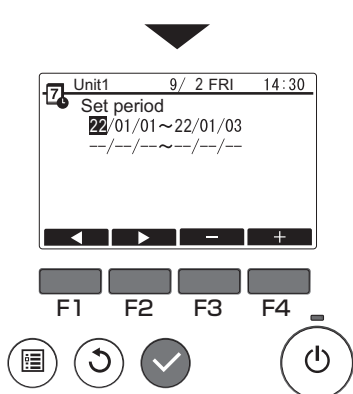 7 Unit1 9/ 2 FRI 14:30
Set period
22/01/01～22/01/03
--/--/--～--/--/--
− +
F1 F2 F3 F4